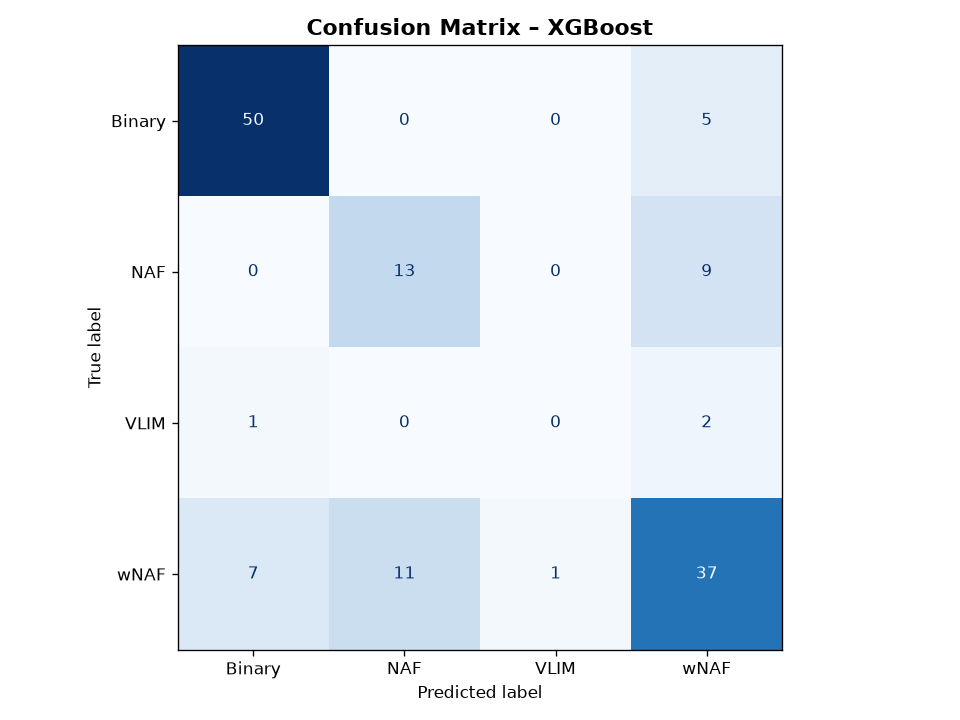 Confusion Matrix – XGBoost
Binary 50 0 0 5
NAF 0 13 0 9
True label
VLIM 1 0 0 2
wNAF 7 11 1 37
Binary NAF VLIM wNAF
Predicted label